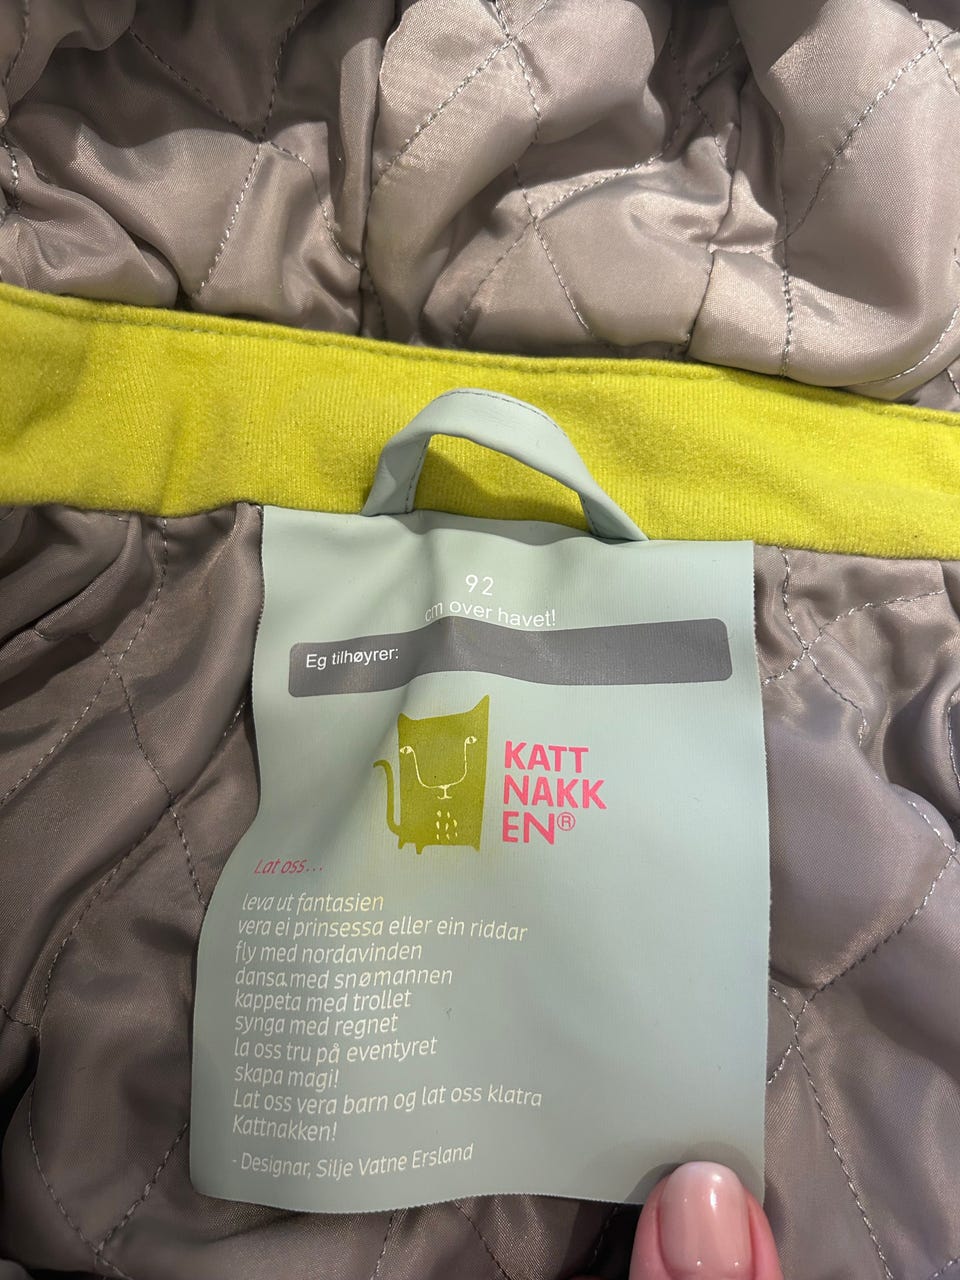 92
cm over havet!
Eg tilhøyrer:
KATT
NAKK
EN®
Lat oss...
leva ut fantasien
vera ei prinsessa eller ein riddar
fly med nordavinden
dansa med snømannen
kappeta med trollet
synga med regnet
la oss tru på eventyret
skapa magi!
Lat oss vera barn og lat oss klatra
Kattnakken!
- Designar, Silje Vatne Ersland